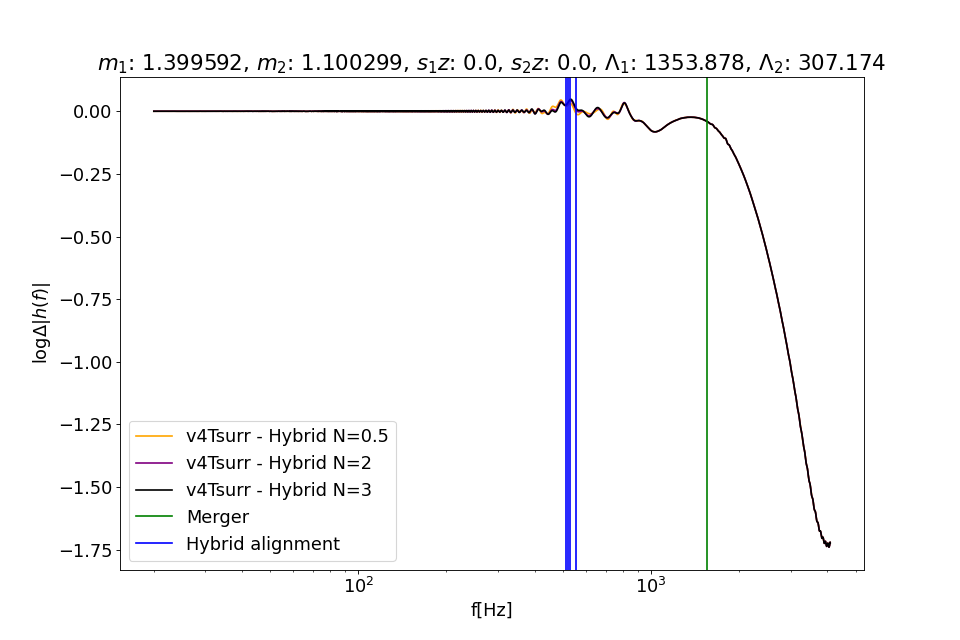 m₁: 1.399592, m₂: 1.100299, s₁z: 0.0, s₂z: 0.0, Λ₁: 1353.878, Λ₂: 307.174
0.00
−0.25
−0.50
−0.75
−1.00
−1.25
−1.50
−1.75
logΔ|h(f)|
v4Tsurr - Hybrid N=0.5
v4Tsurr - Hybrid N=2
v4Tsurr - Hybrid N=3
Merger
Hybrid alignment
10² 10³
f[Hz]